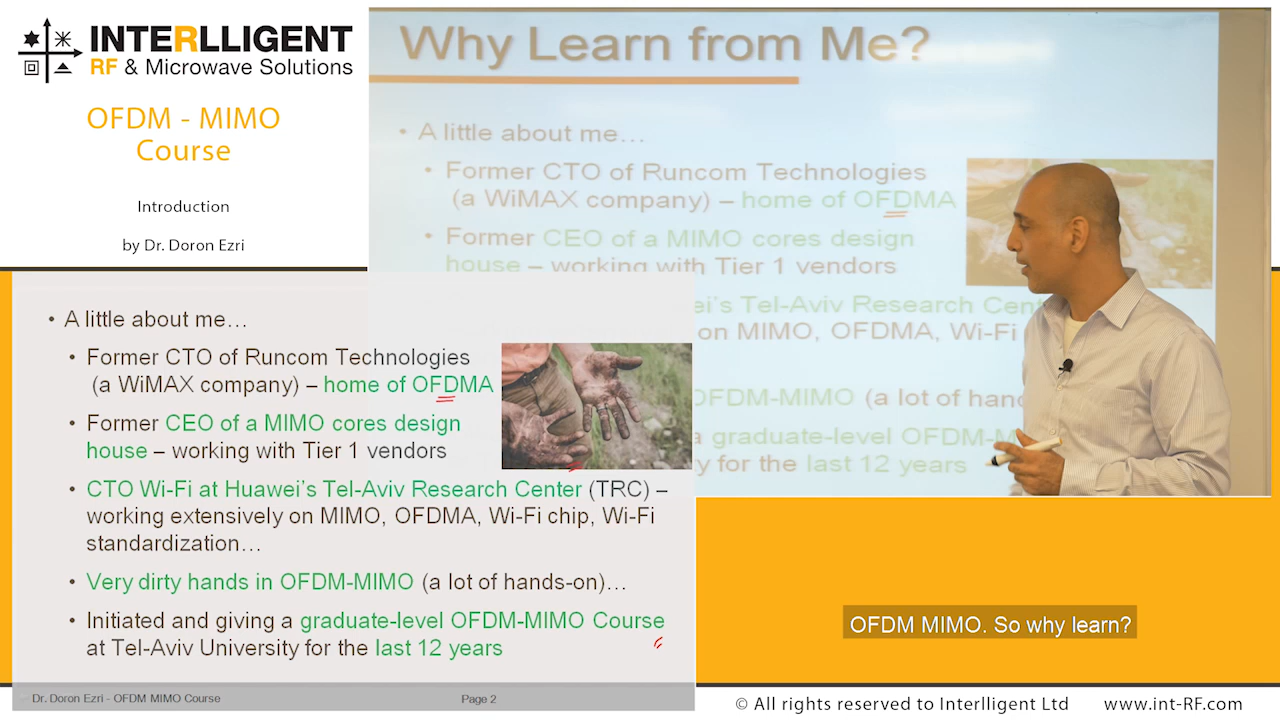 INTERLLIGENT
RF & Microwave Solutions
OFDM - MIMO
Course
Introduction
by Dr. Doron Ezri
Why Learn from Me?
• A little about me…
• Former CTO of Runcom Technologies
(a WiMAX company) – home of OFDMA
• Former CEO of a MIMO cores design
house – working with Tier 1 vendors
ei's Tel-Aviv Research Cent
on MIMO, OFDMA, Wi-Fi
OFDM-MIMO (a lot of hand
a graduate-level OFDM-M
y for the last 12 years
• A little about me…
• Former CTO of Runcom Technologies
(a WiMAX company) – home of OFDMA
• Former CEO of a MIMO cores design
house – working with Tier 1 vendors
• CTO Wi-Fi at Huawei's Tel-Aviv Research Center (TRC) –
working extensively on MIMO, OFDMA, Wi-Fi chip, Wi-Fi
standardization…
• Very dirty hands in OFDM-MIMO (a lot of hands-on)…
• Initiated and giving a graduate-level OFDM-MIMO Course
at Tel-Aviv University for the last 12 years
Dr. Doron Ezri - OFDM MIMO Course Page 2
OFDM MIMO. So why learn?
© All rights reserved to Interlligent Ltd www.int-RF.com